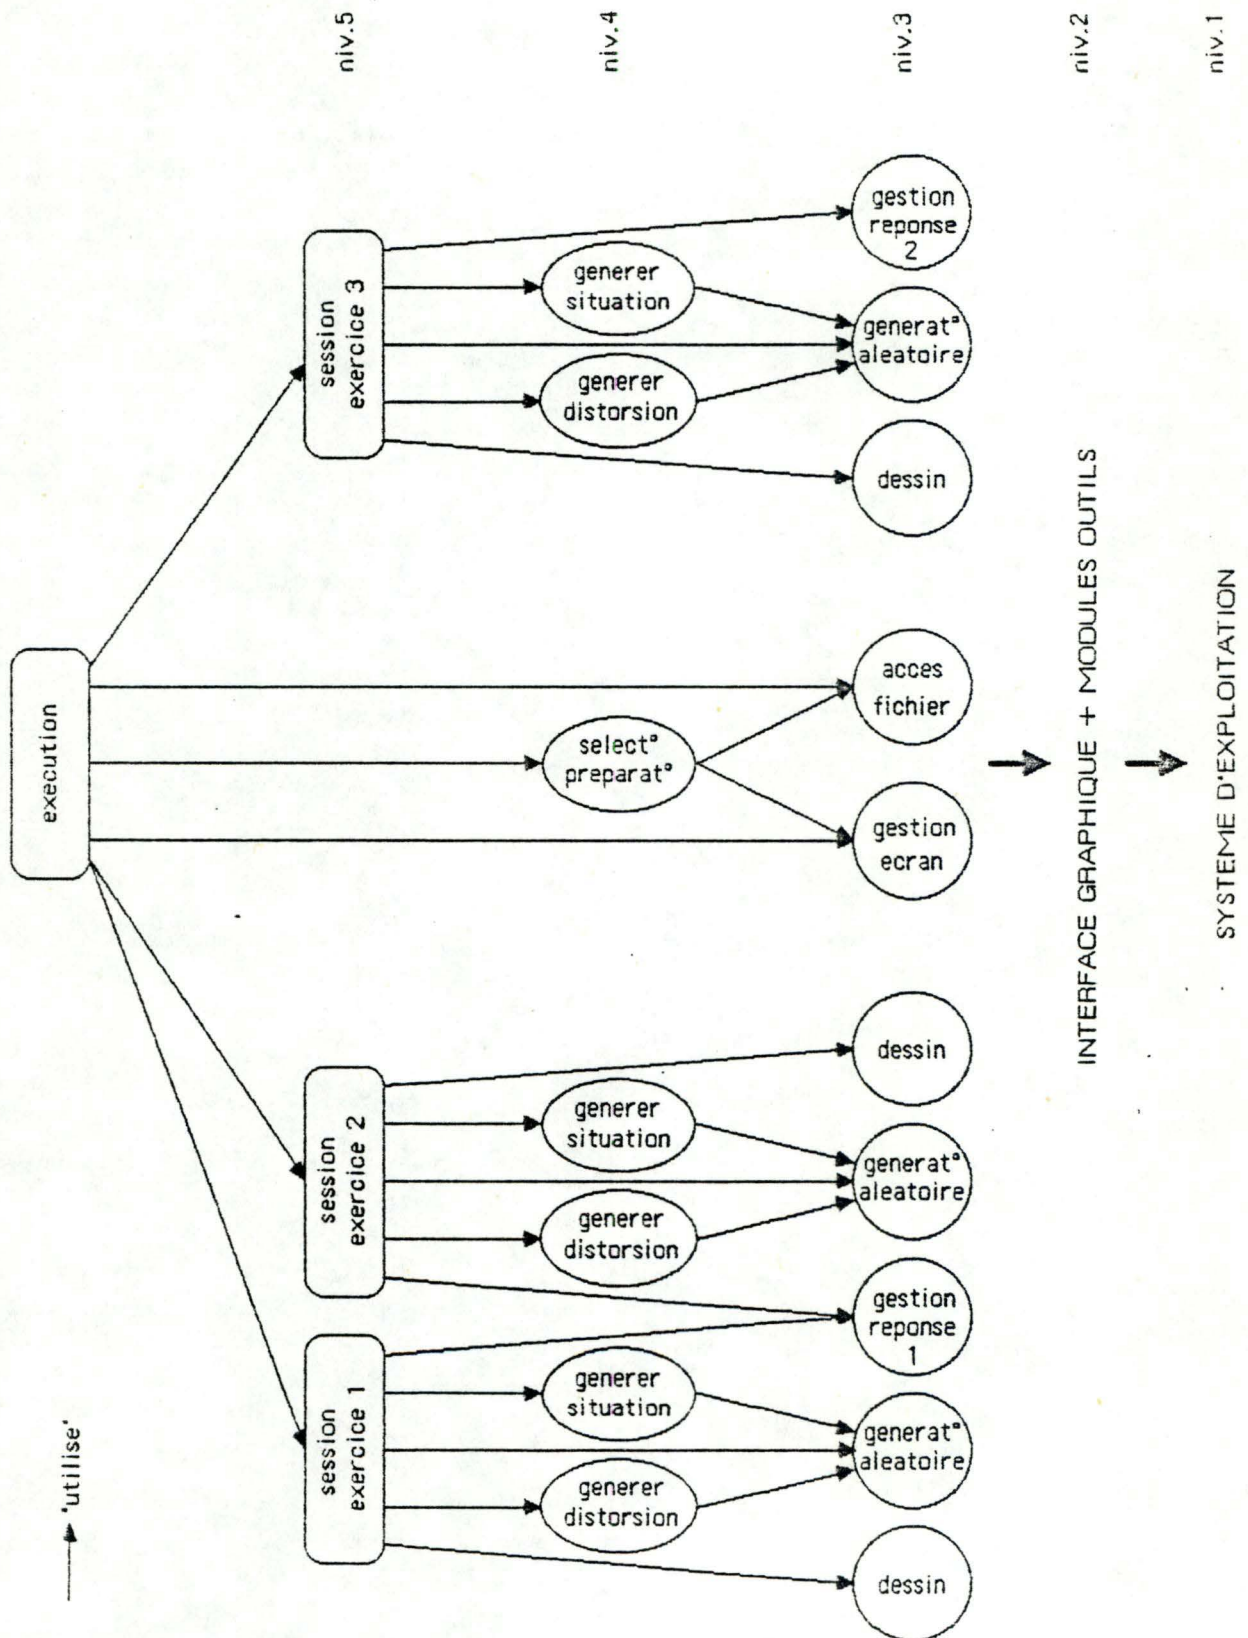 'utilise'
execution
niv.5
session
exercice 1
session
exercice 2
session
exercice 3
niv.4
generer
distorsion
generer
situation
generer
distorsion
generer
situation
select°
preparat°
generer
distorsion
generer
situation
niv.3
dessin
generat°
aleatoire
gestion
reponse
1
generat°
aleatoire
dessin
gestion
ecran
acces
fichier
dessin
generat°
aleatoire
gestion
reponse
2
niv.2
INTERFACE GRAPHIQUE + MODULES OUTILS
niv.1
SYSTEME D'EXPLOITATION